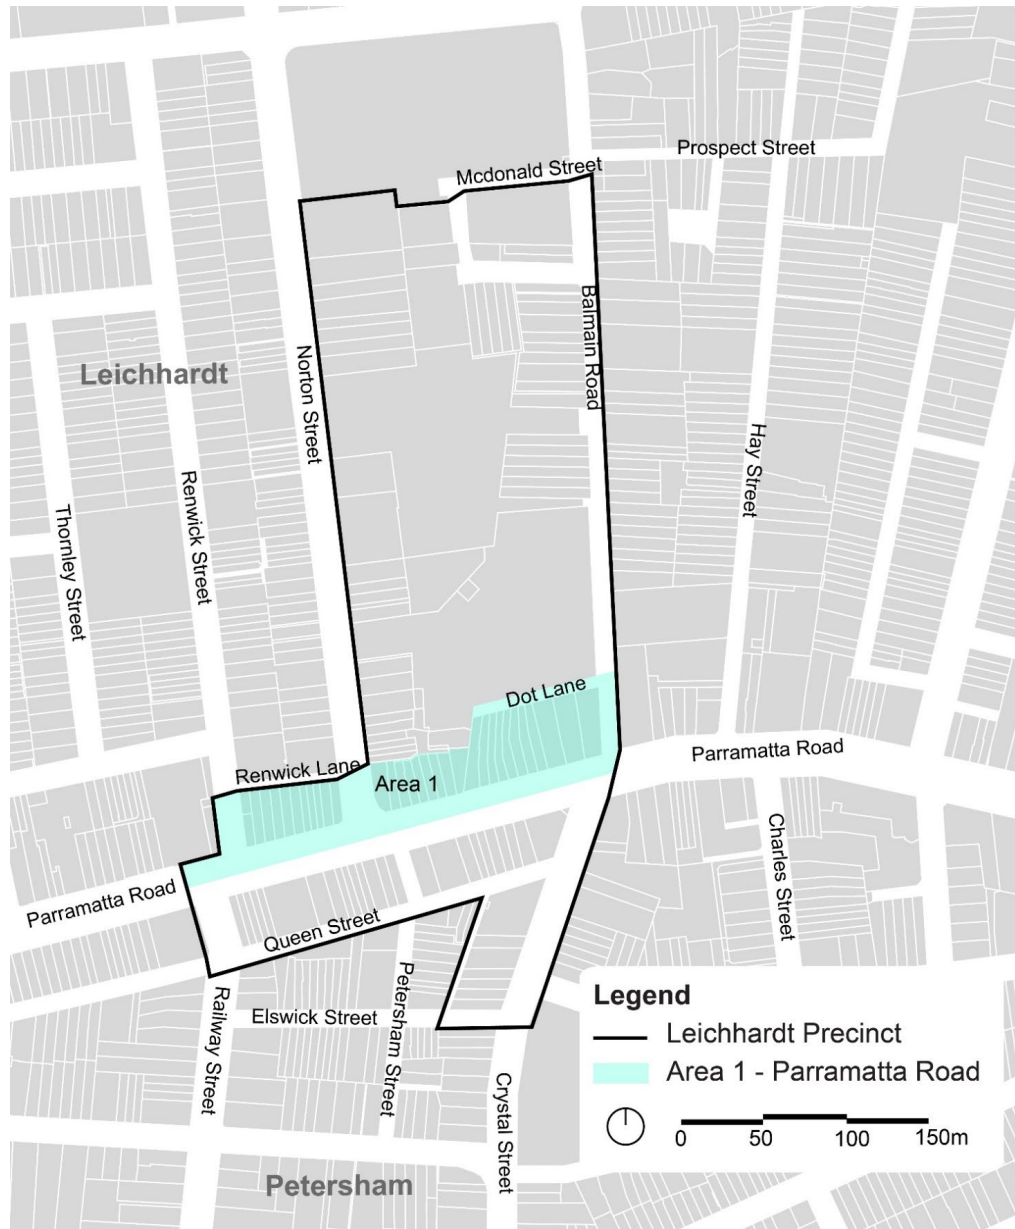 Prospect Street
Mcdonald Street
Balmain Road
Leichhardt
Norton Street
Hay Street
Renwick Street
Thornley Street
Dot Lane
Parramatta Road
Renwick Lane
Area 1
Charles Street
Parramatta Road
Queen Street
Petersham Street
Railway Street
Elswick Street
Crystal Street
Petersham
Legend
Leichhardt Precinct
Area 1 - Parramatta Road
0 50 100 150m